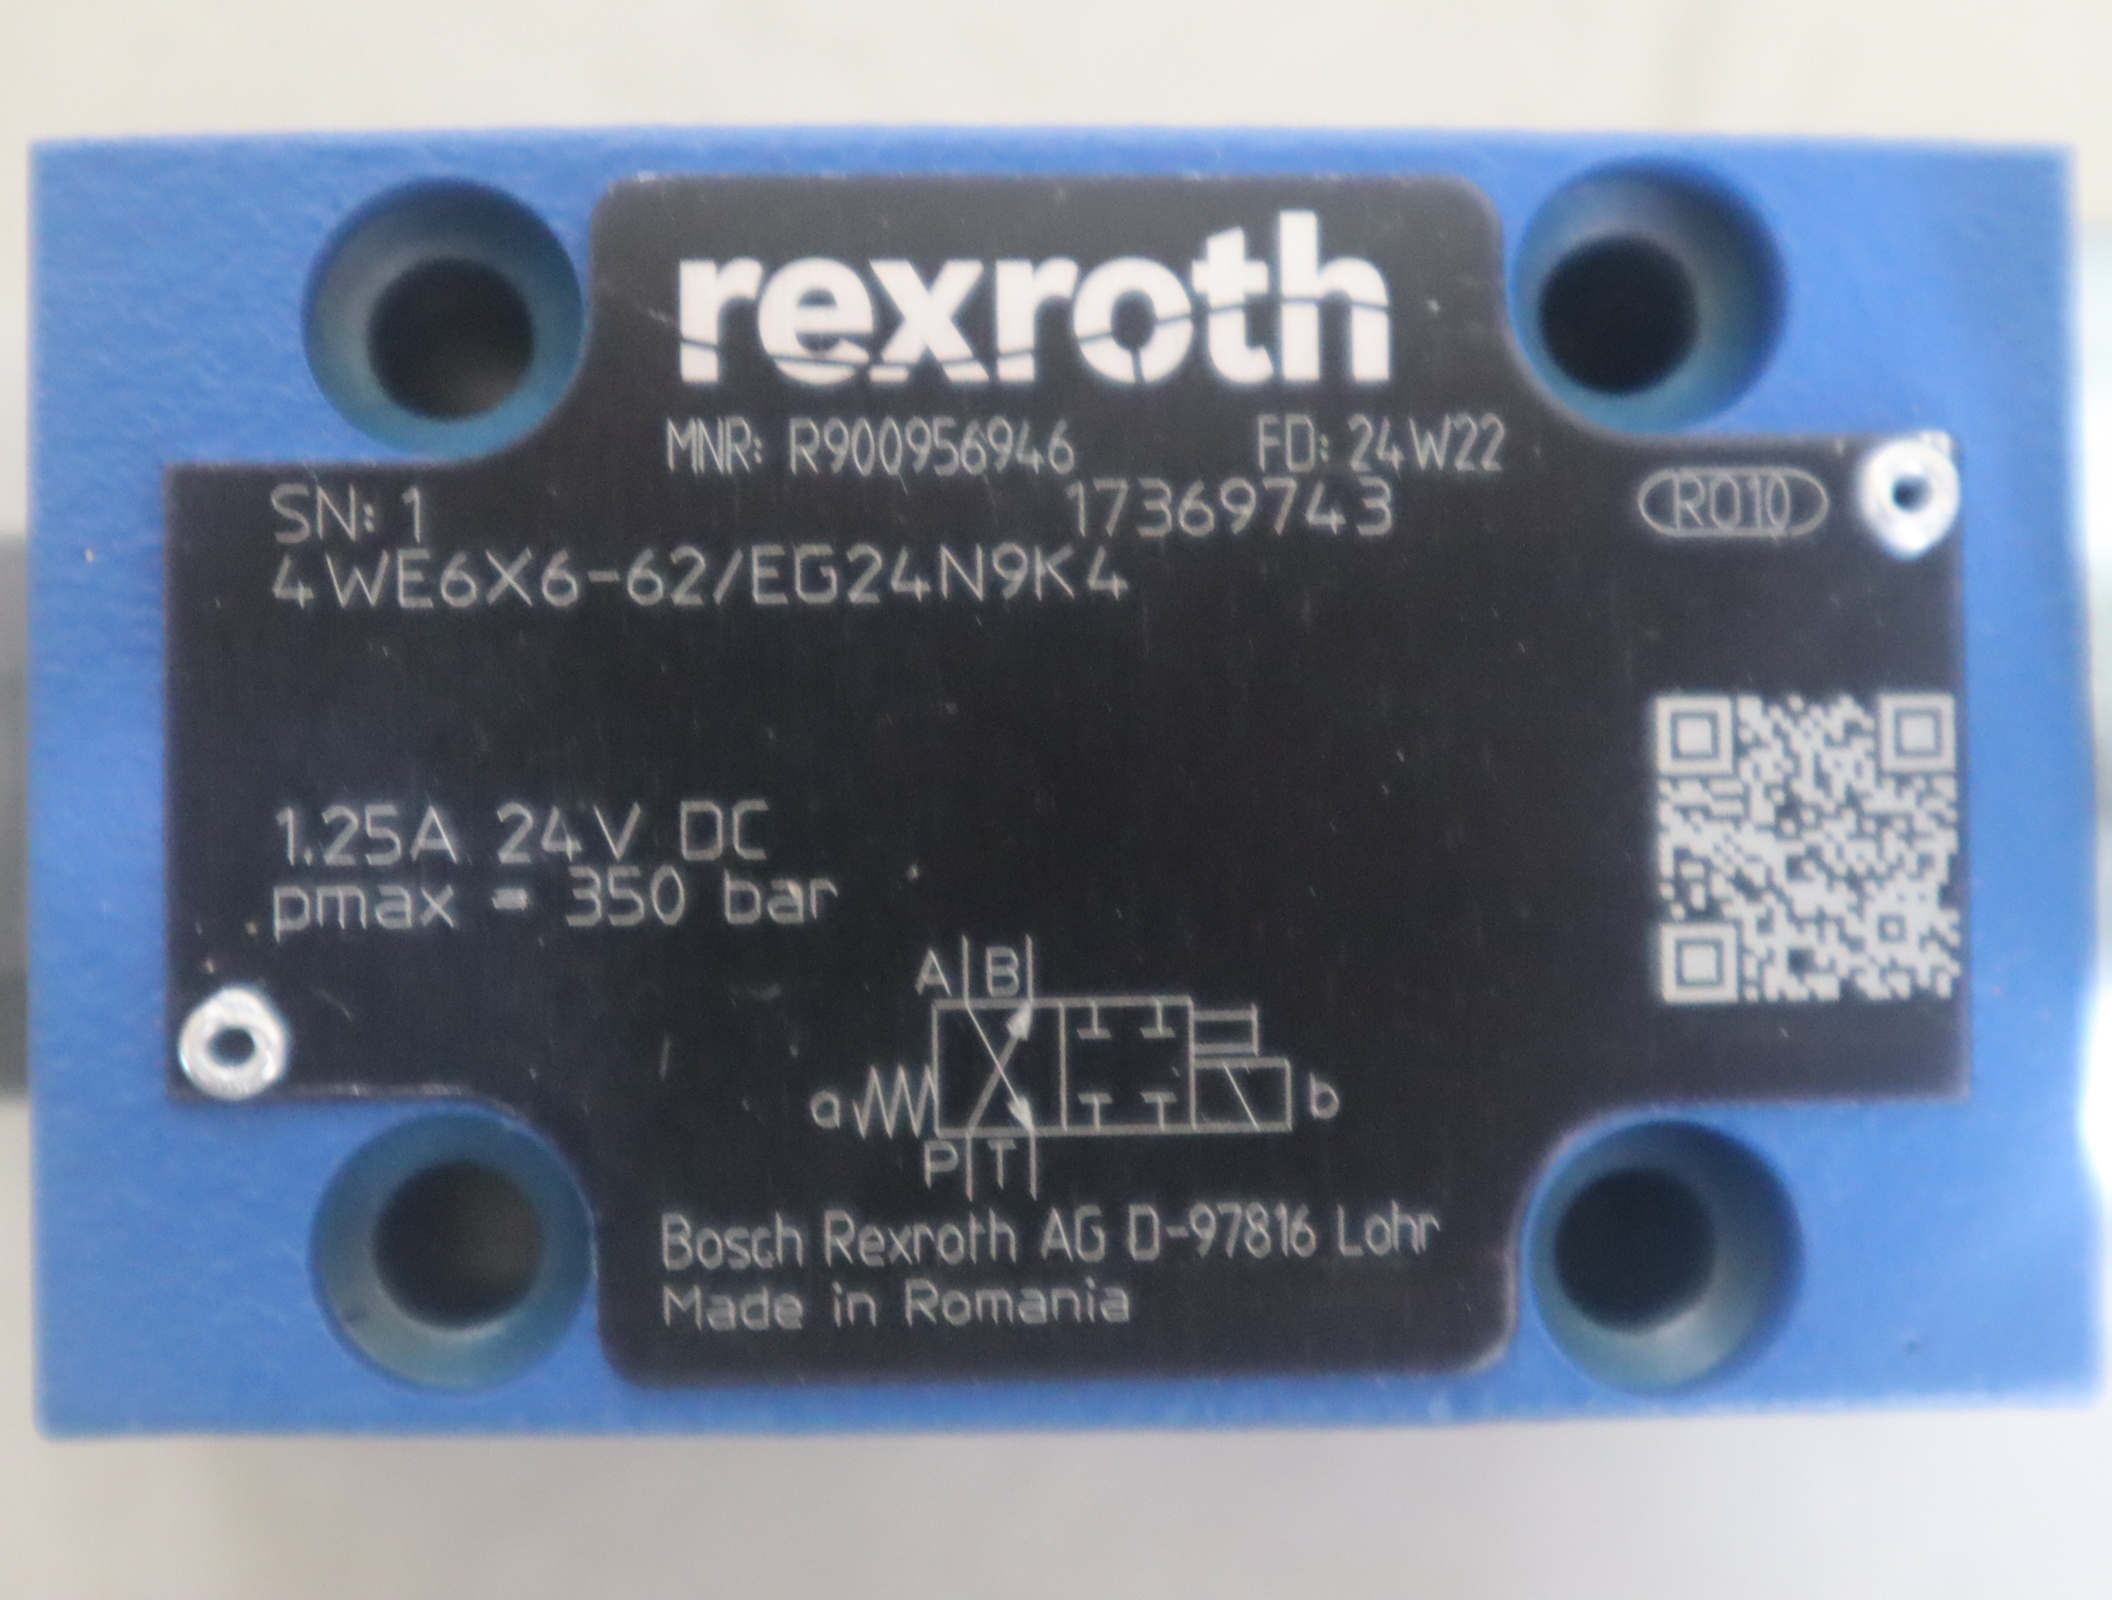 rexroth
MNR: R900956946 FD: 24W22
SN: 1 17369743 R010
4WE6X6-62/EG24N9K4
1.25A 24V DC
pmax = 350 bar
A B
a b
P T
Bosch Rexroth AG D-97816 Lohr
Made in Romania